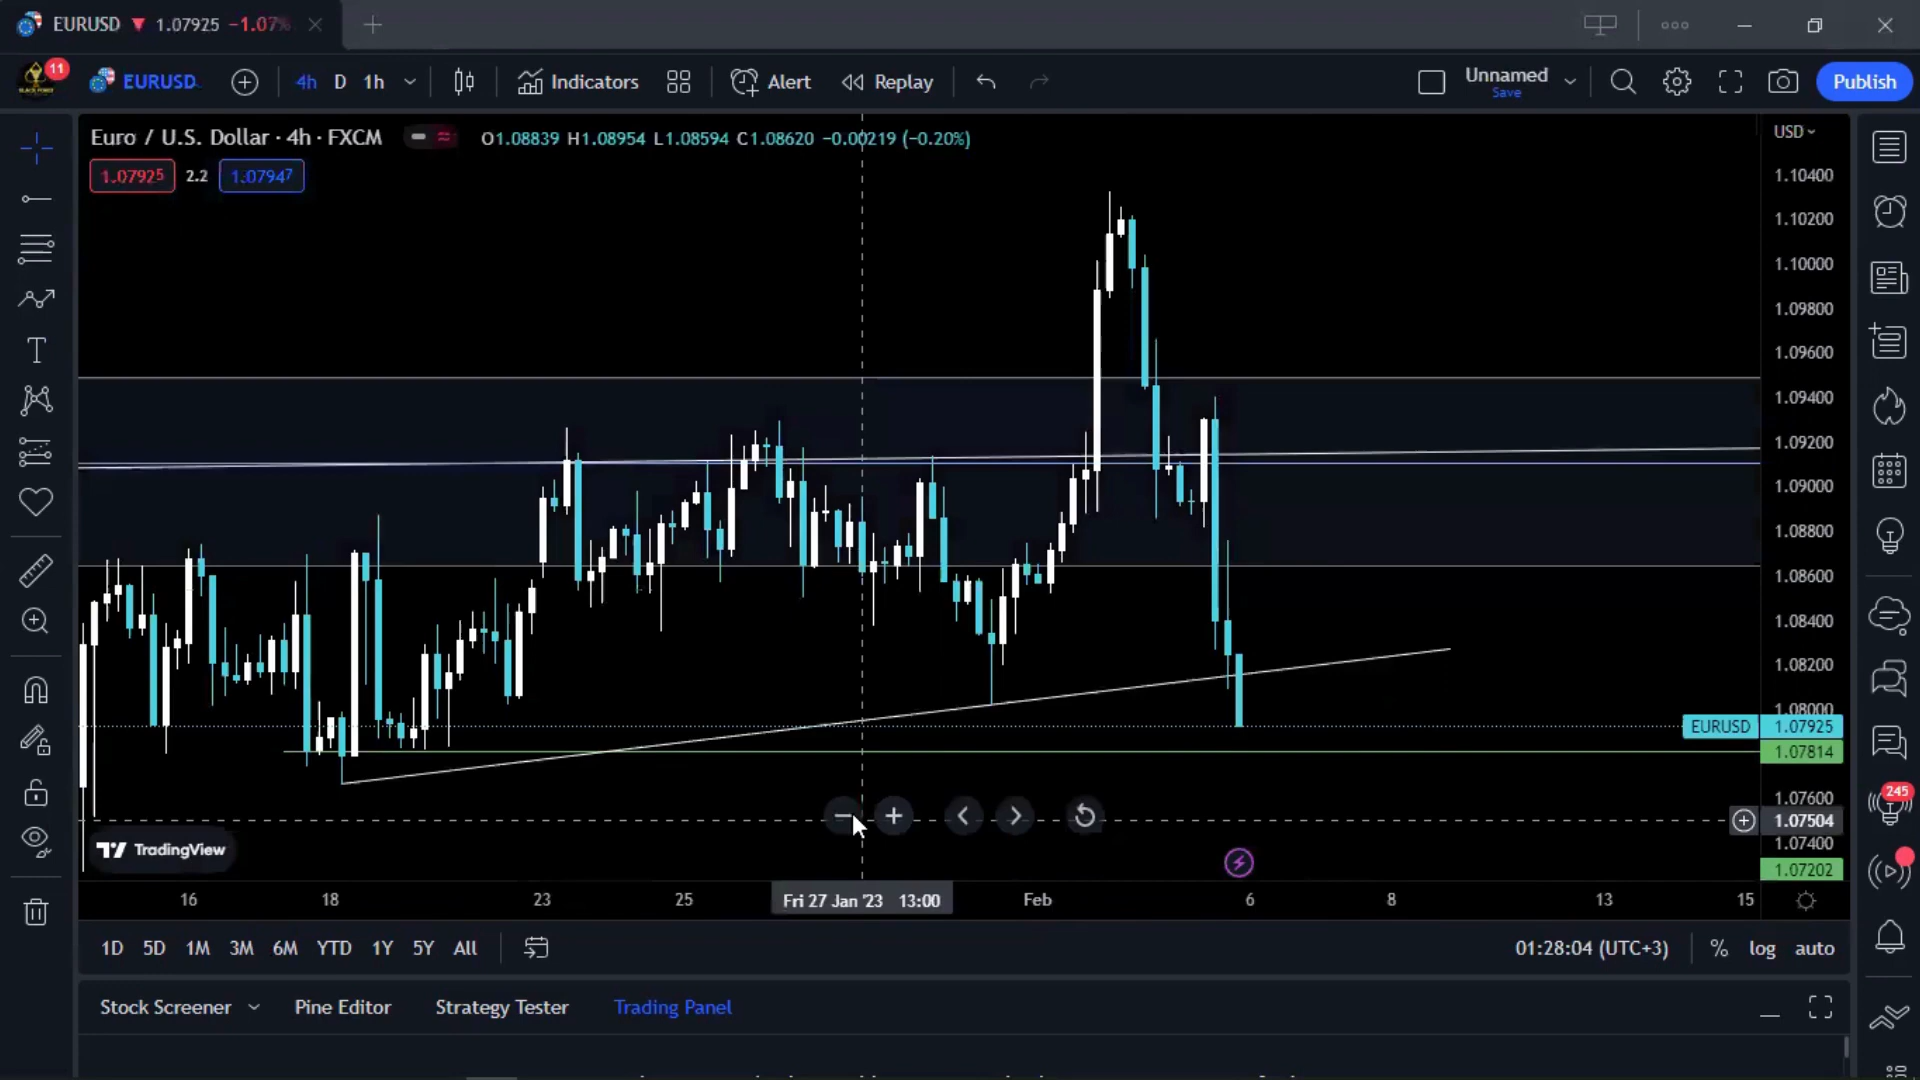 EURUSD ▼ 1.07925 −1.07%
11 EURUSD 4h D 1h Indicators Alert Replay Unnamed Save Publish
Euro / U.S. Dollar · 4h · FXCM O1.08839 H1.08954 L1.08594 C1.08620 −0.00219 (−0.20%)
1.07925 2.2 1.07947
USD
1.10400
1.10200
1.10000
1.09800
1.09600
1.09400
1.09200
1.09000
1.08800
1.08600
1.08400
1.08200
1.08000
EURUSD 1.07925
1.07814
1.07600
1.07504
1.07400
1.07202
245
TradingView
16 18 23 25 Fri 27 Jan '23 13:00 Feb 6 8 13 15
1D 5D 1M 3M 6M YTD 1Y 5Y All 01:28:04 (UTC+3) % log auto
Stock Screener Pine Editor Strategy Tester Trading Panel